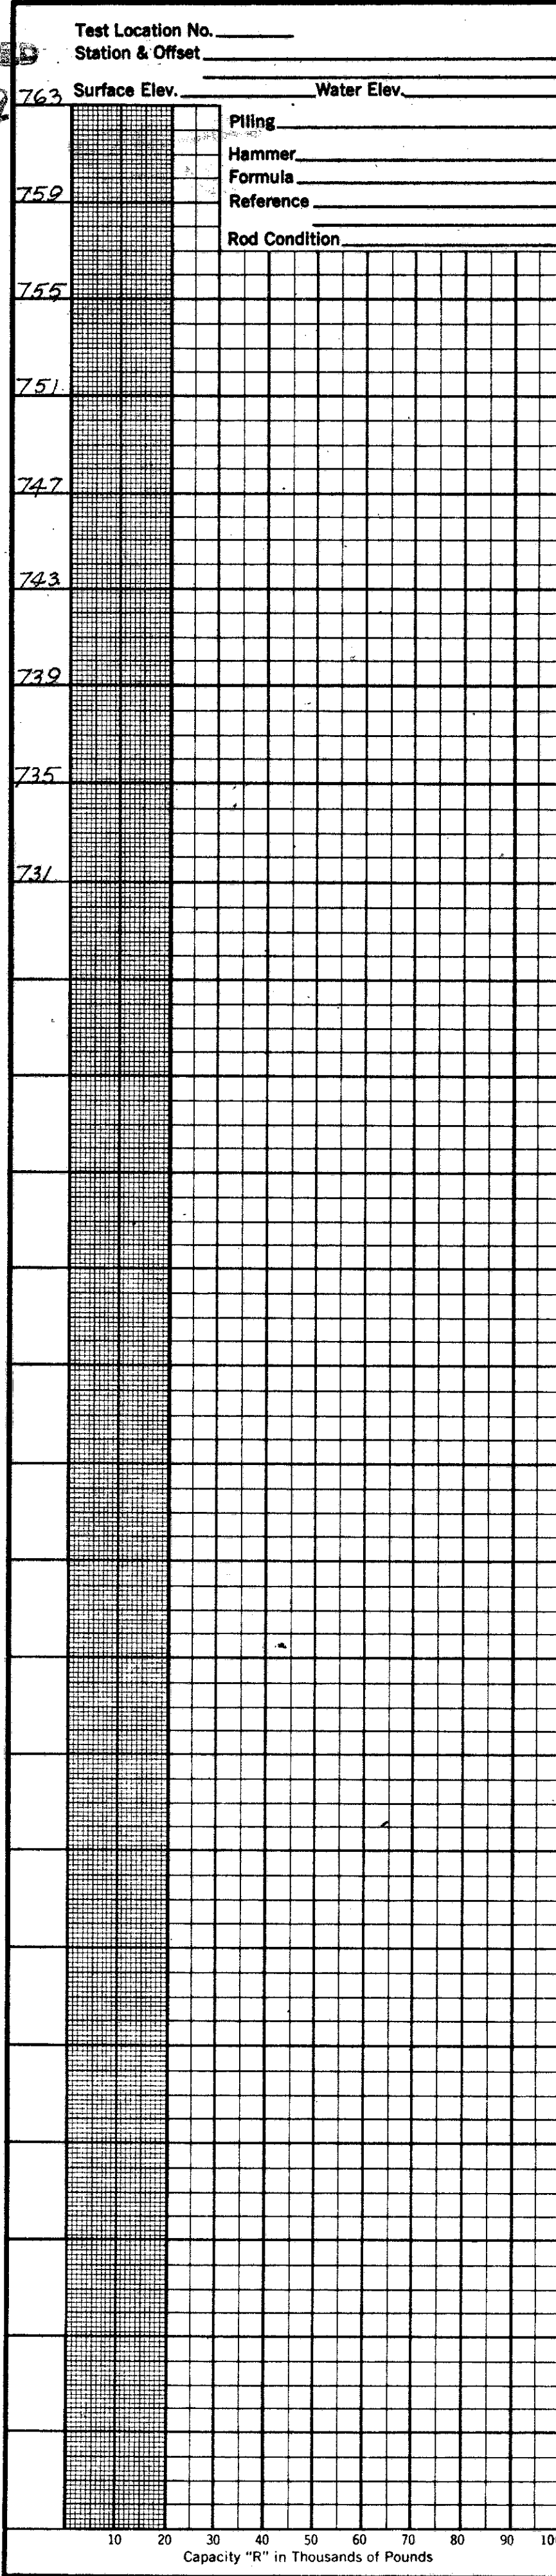 Test Location No.
Station & Offset
Surface Elev. Water Elev.
763
Piling
Hammer
Formula
759
Reference
Rod Condition
755
751
747
743
739
735
731
10 20 30 40 50 60 70 80 90
Capacity "R" in Thousands of Pounds